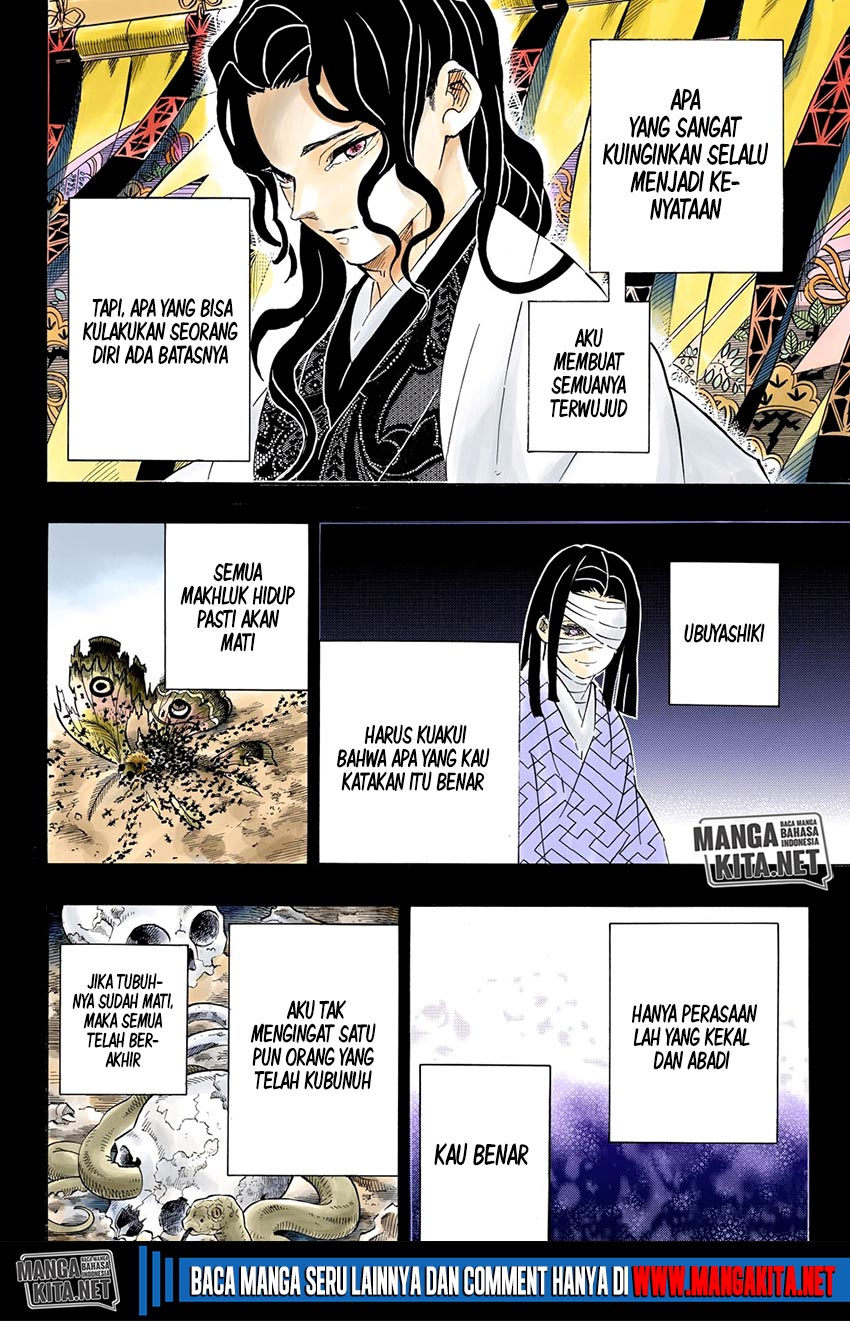 APA
YANG SANGAT
KUINGINKAN SELALU
MENJADI KE-
NYATAAN
AKU
MEMBUAT
SEMUANYA
TERWUJUD
TAPI, APA YANG BISA
KULAKUKAN SEORANG
DIRI ADA BATASNYA
UBUYASHIKI
HARUS KUAKUI
BAHWA APA YANG KAU
KATAKAN ITU BENAR
SEMUA
MAKHLUK HIDUP
PASTI AKAN
MATI
MANGA
KITA.NET
BACA MANGA
BAHASA
INDONESIA
HANYA PERASAAN
LAH YANG KEKAL
DAN ABADI
KAU BENAR
AKU TAK
MENGINGAT SATU
PUN ORANG YANG
TELAH KUBUNUH
JIKA TUBUH-
NYA SUDAH MATI,
MAKA SEMUA
TELAH BER-
AKHIR
MANGA
KITA.NET
BACA MANGA
BAHASA
INDONESIA
BACA MANGA SERU LAINNYA DAN COMMENT HANYA DI WWW.MANGAKITA.NET